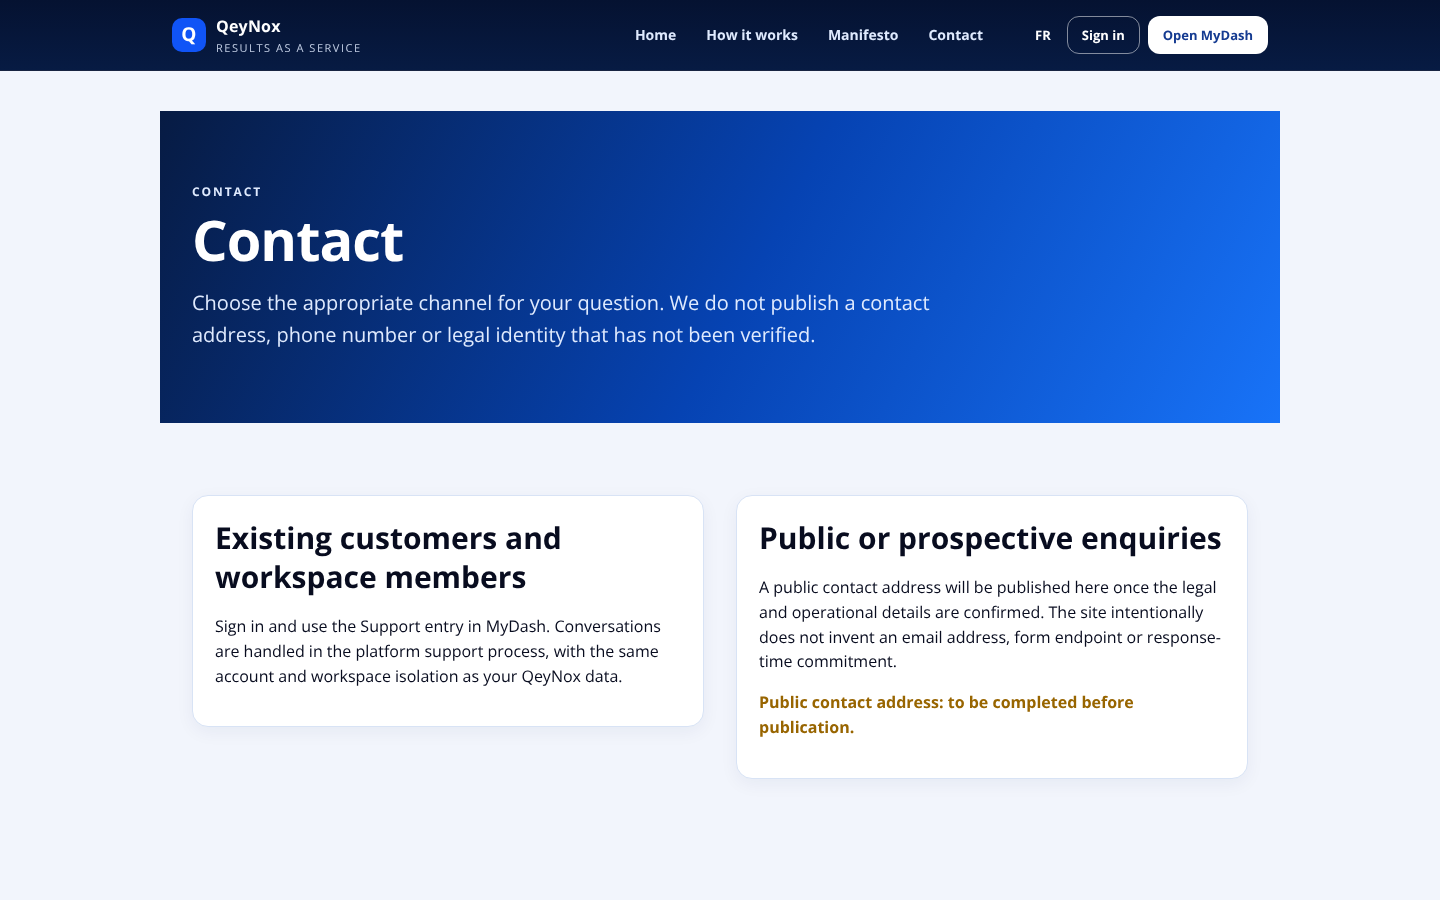 Q
QeyNox
RESULTS AS A SERVICE
Home
How it works
Manifesto
Contact
FR
Sign in
Open MyDash
CONTACT
Contact
Choose the appropriate channel for your question. We do not publish a contact
address, phone number or legal identity that has not been verified.
Existing customers and
workspace members
Sign in and use the Support entry in MyDash. Conversations
are handled in the platform support process, with the same
account and workspace isolation as your QeyNox data.
Public or prospective enquiries
A public contact address will be published here once the legal
and operational details are confirmed. The site intentionally
does not invent an email address, form endpoint or response-
time commitment.
Public contact address: to be completed before
publication.